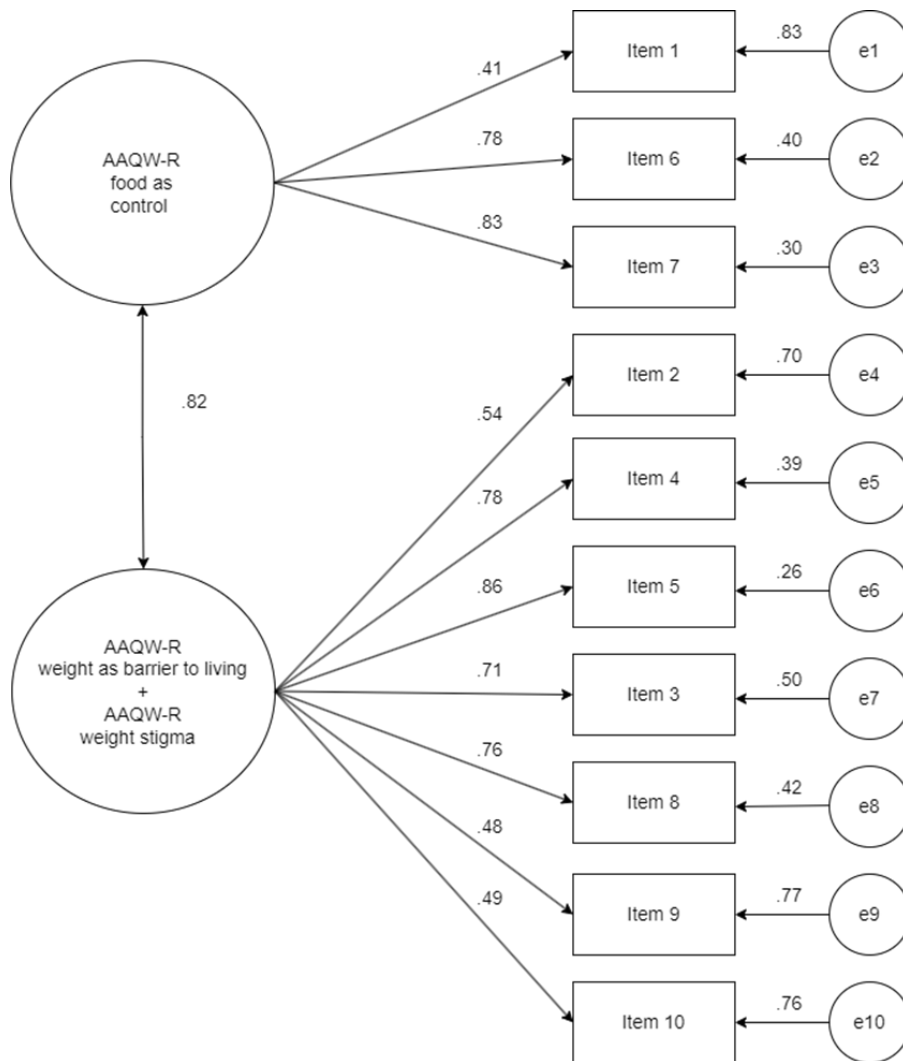 .41
Item 1
.83
e1
AAQW-R
food as
control
.78
Item 6
.40
e2
.83
Item 7
.30
e3
.82
.54
Item 2
.70
e4
.78
Item 4
.39
e5
.86
Item 5
.26
e6
AAQW-R
weight as barrier to living
+
AAQW-R
weight stigma
.71
Item 3
.50
e7
.76
Item 8
.42
e8
.48
Item 9
.77
e9
.49
Item 10
.76
e10